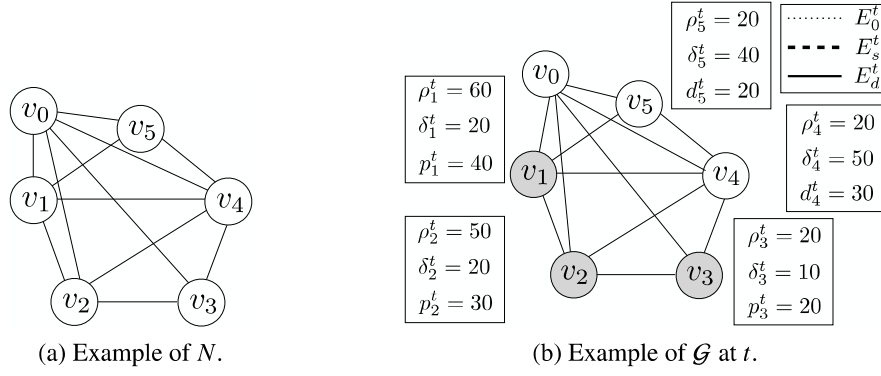 v₀
v₅
v₁
v₄
v₂
v₃
(a) Example of N.
ρ₁ᵗ = 60
δ₁ᵗ = 20
p₁ᵗ = 40
ρ₂ᵗ = 50
δ₂ᵗ = 20
p₂ᵗ = 30
v₀
v₅
v₁
v₄
v₂
v₃
ρ₅ᵗ = 20
δ₅ᵗ = 40
d₅ᵗ = 20
E₀ᵗ
Eₛᵗ
E_dᵗ
ρ₄ᵗ = 20
δ₄ᵗ = 50
d₄ᵗ = 30
ρ₃ᵗ = 20
δ₃ᵗ = 10
p₃ᵗ = 20
(b) Example of 𝒢 at t.